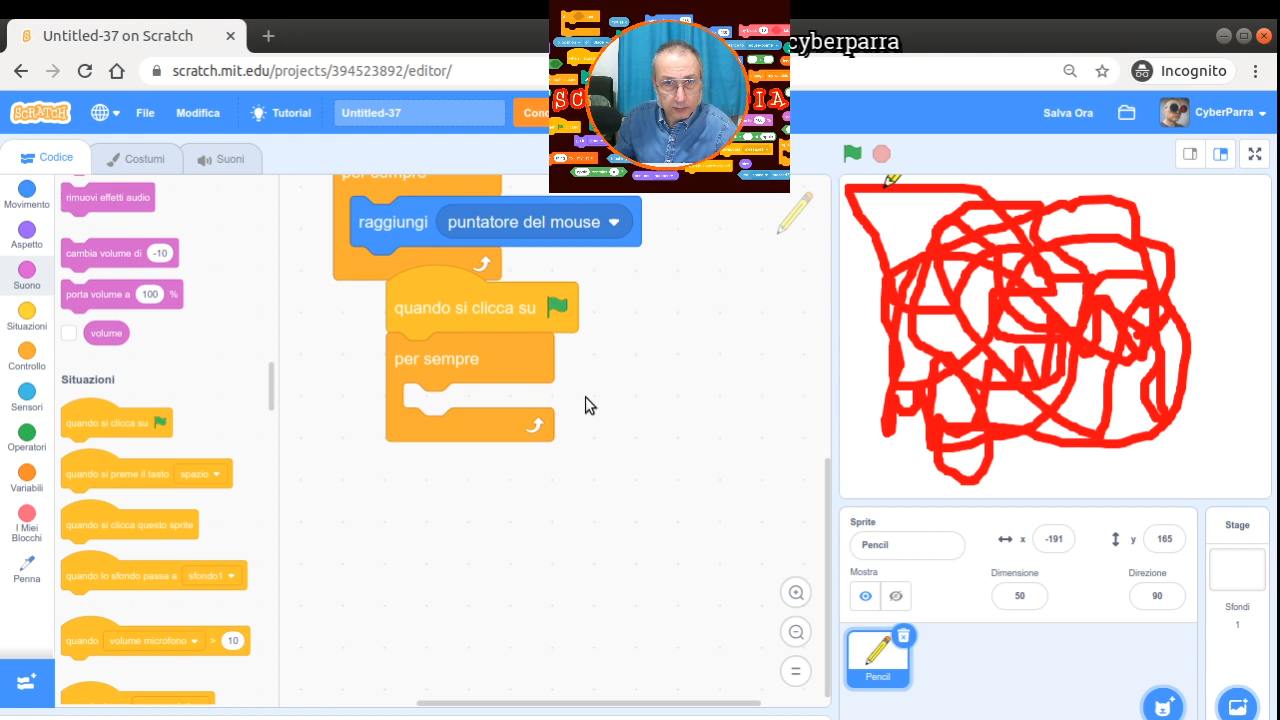 Untitled-37 on Scratch
cyberparra
scratch.mit.edu/projects/394523892/editor/
Incognito
SCRATCH
File
Modifica
Tutorial
Untitled-37
Salva Ora
CyberParra
Codice
Costumi
Suoni
Movimento
Aspetto
Suono
Situazioni
Controllo
Sensori
Operatori
Variabili
I Miei
Blocchi
Penna
rimuovi effetti audio
cambia volume di -10
porta volume a 100 %
volume
Situazioni
quando si clicca su
quando si preme il tasto spazio
quando si clicca questo sprite
quando lo sfondo passa a sfondo1
quando volume microfono > 10
per sempre
raggiungi puntatore del mouse
quando si clicca su
per sempre
Sprite
Pencil
x -191
y 165
Mostra
Dimensione
50
Direzione
90
Pencil
Stage
Sfondi
1